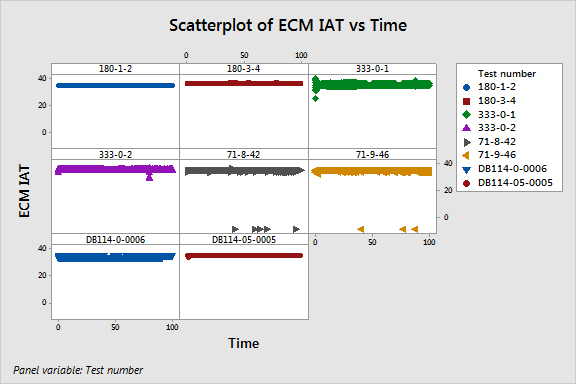 Scatterplot of ECM IAT vs Time
0 50 100
180-1-2 180-3-4 333-0-1
40
20
0
333-0-2 71-8-42 71-9-46
40
20
0
DB114-0-0006 DB114-05-0005
40
20
0
0 50 100
0 50 100
ECM IAT
Time
Test number
180-1-2
180-3-4
333-0-1
333-0-2
71-8-42
71-9-46
DB114-0-0006
DB114-05-0005
Panel variable: Test number